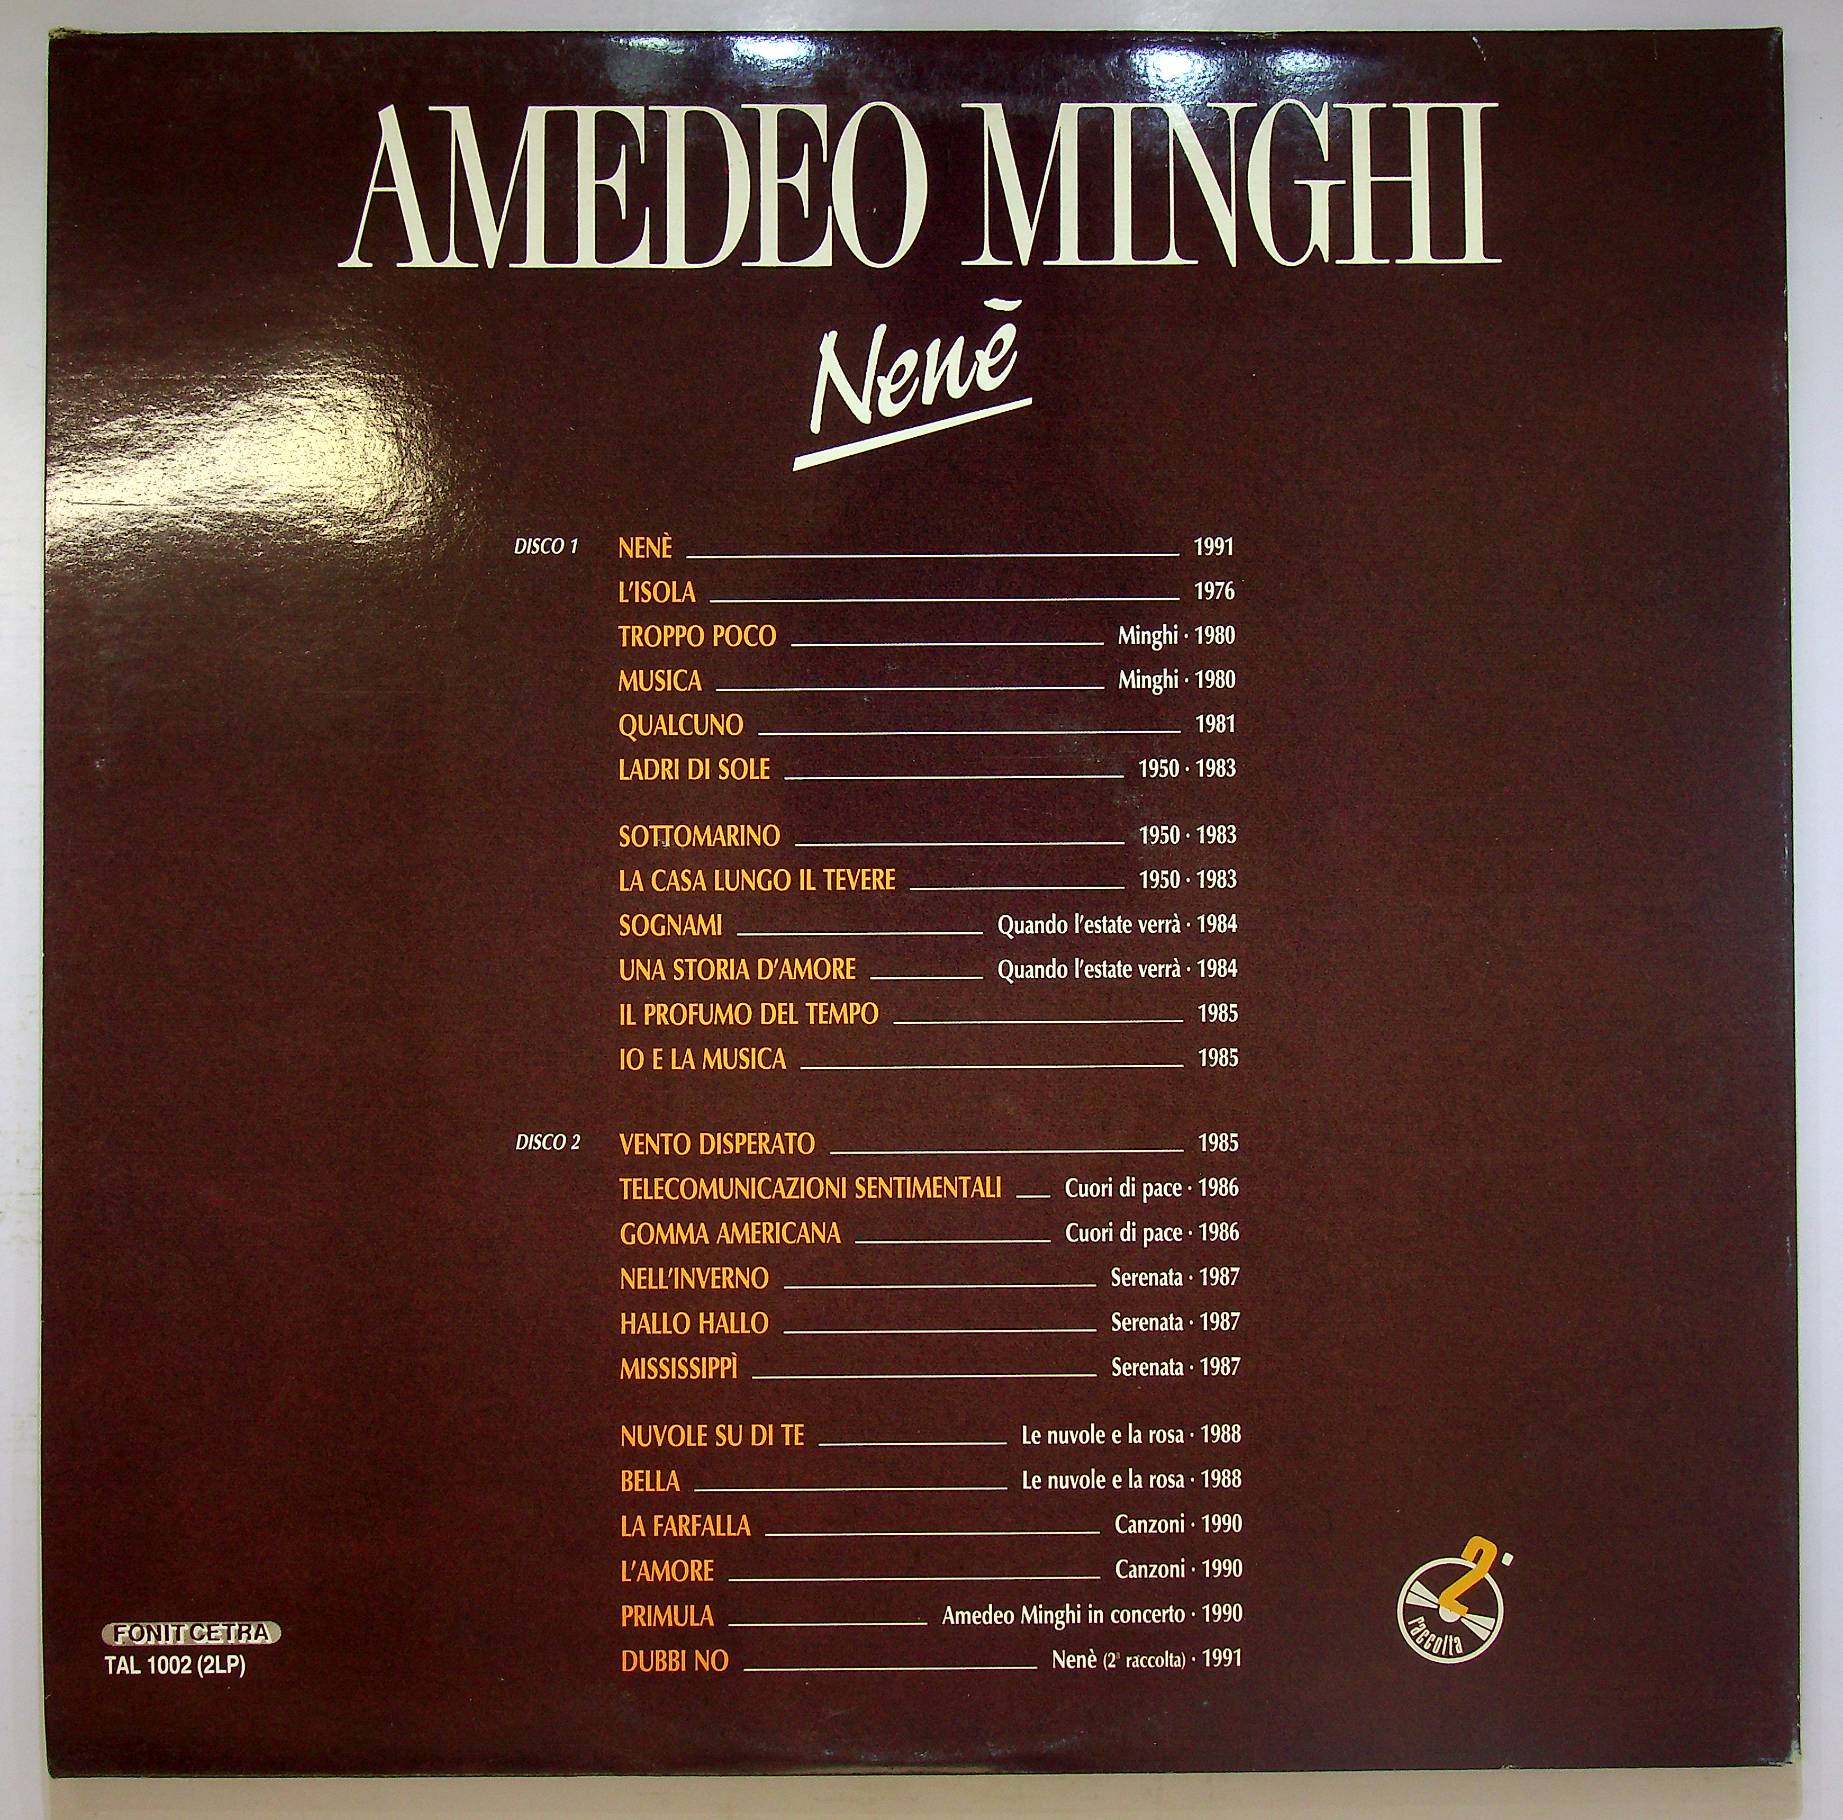 AMEDEO MINGHI
Nenè
DISCO 1 NENÈ 1991
L'ISOLA 1976
TROPPO POCO Minghi · 1980
MUSICA Minghi · 1980
QUALCUNO 1981
LADRI DI SOLE 1950 · 1983
SOTTOMARINO 1950 · 1983
LA CASA LUNGO IL TEVERE 1950 · 1983
SOGNAMI Quando l'estate verrà · 1984
UNA STORIA D'AMORE Quando l'estate verrà · 1984
IL PROFUMO DEL TEMPO 1985
IO E LA MUSICA 1985
DISCO 2 VENTO DISPERATO 1985
TELECOMUNICAZIONI SENTIMENTALI Cuori di pace · 1986
GOMMA AMERICANA Cuori di pace · 1986
NELL'INVERNO Serenata · 1987
HALLO HALLO Serenata · 1987
MISSISSIPPÌ Serenata · 1987
NUVOLE SU DI TE Le nuvole e la rosa · 1988
BELLA Le nuvole e la rosa · 1988
LA FARFALLA Canzoni · 1990
L'AMORE Canzoni · 1990
PRIMULA Amedeo Minghi in concerto · 1990
DUBBI NO Nenè (2ª raccolta) · 1991
2ª
raccolta
FONIT CETRA
TAL 1002 (2LP)